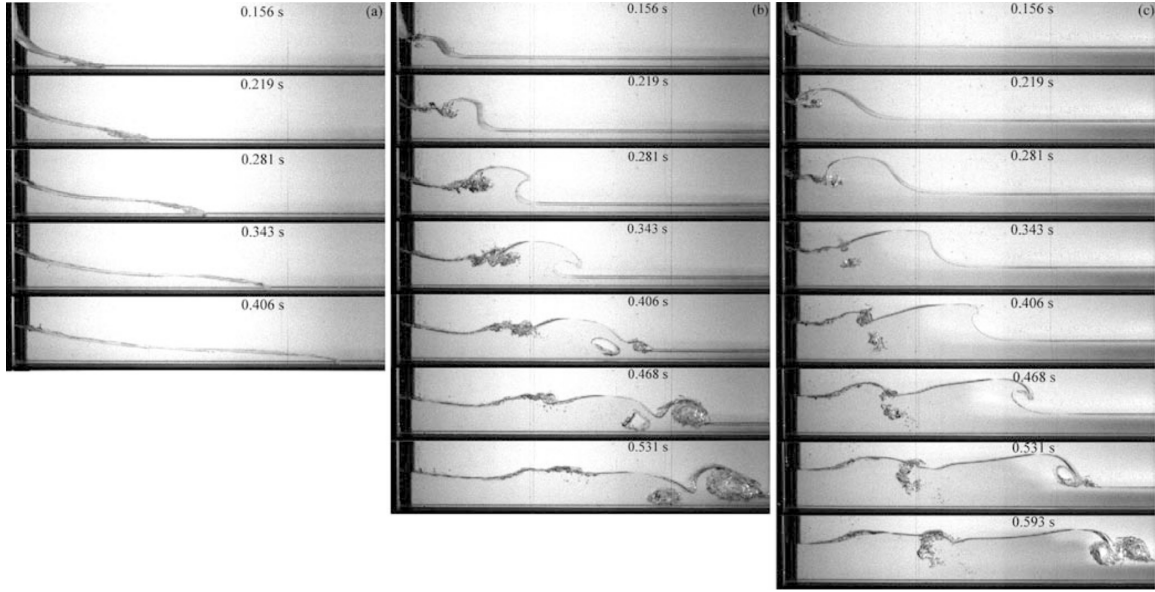 (a)
0.156 s
0.219 s
0.281 s
0.343 s
0.406 s
(b)
0.156 s
0.219 s
0.281 s
0.343 s
0.406 s
0.468 s
0.531 s
(c)
0.156 s
0.219 s
0.281 s
0.343 s
0.406 s
0.468 s
0.531 s
0.593 s